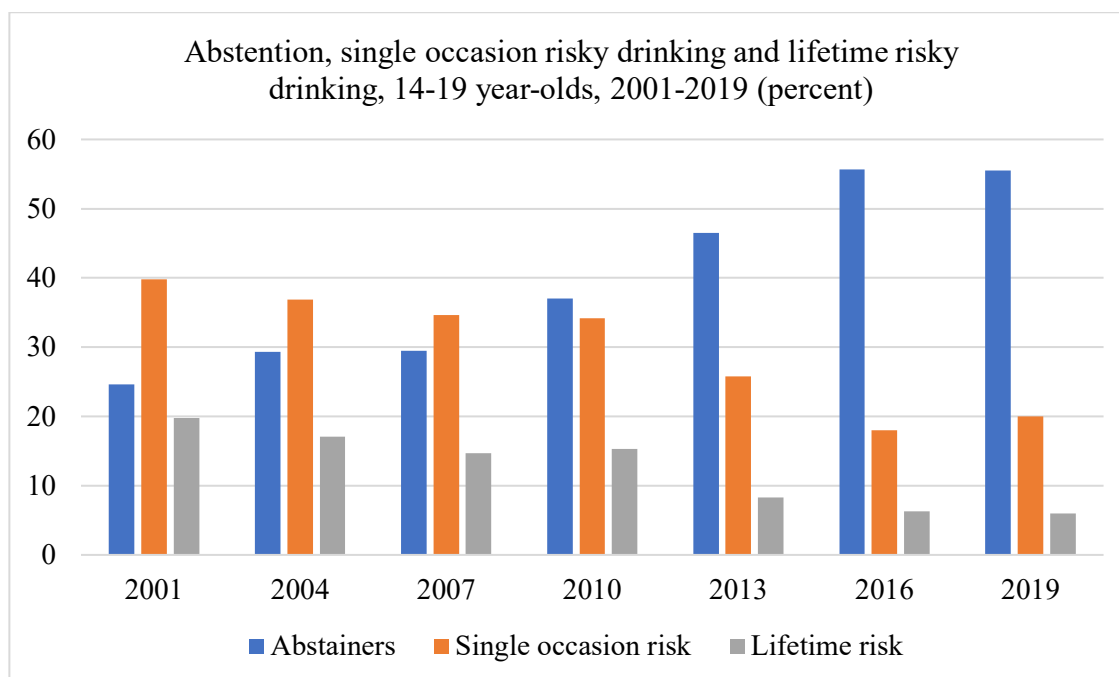 Abstention, single occasion risky drinking and lifetime risky
drinking, 14-19 year-olds, 2001-2019 (percent)
60
50
40
30
20
10
0
2001 2004 2007 2010 2013 2016 2019
Abstainers Single occasion risk Lifetime risk